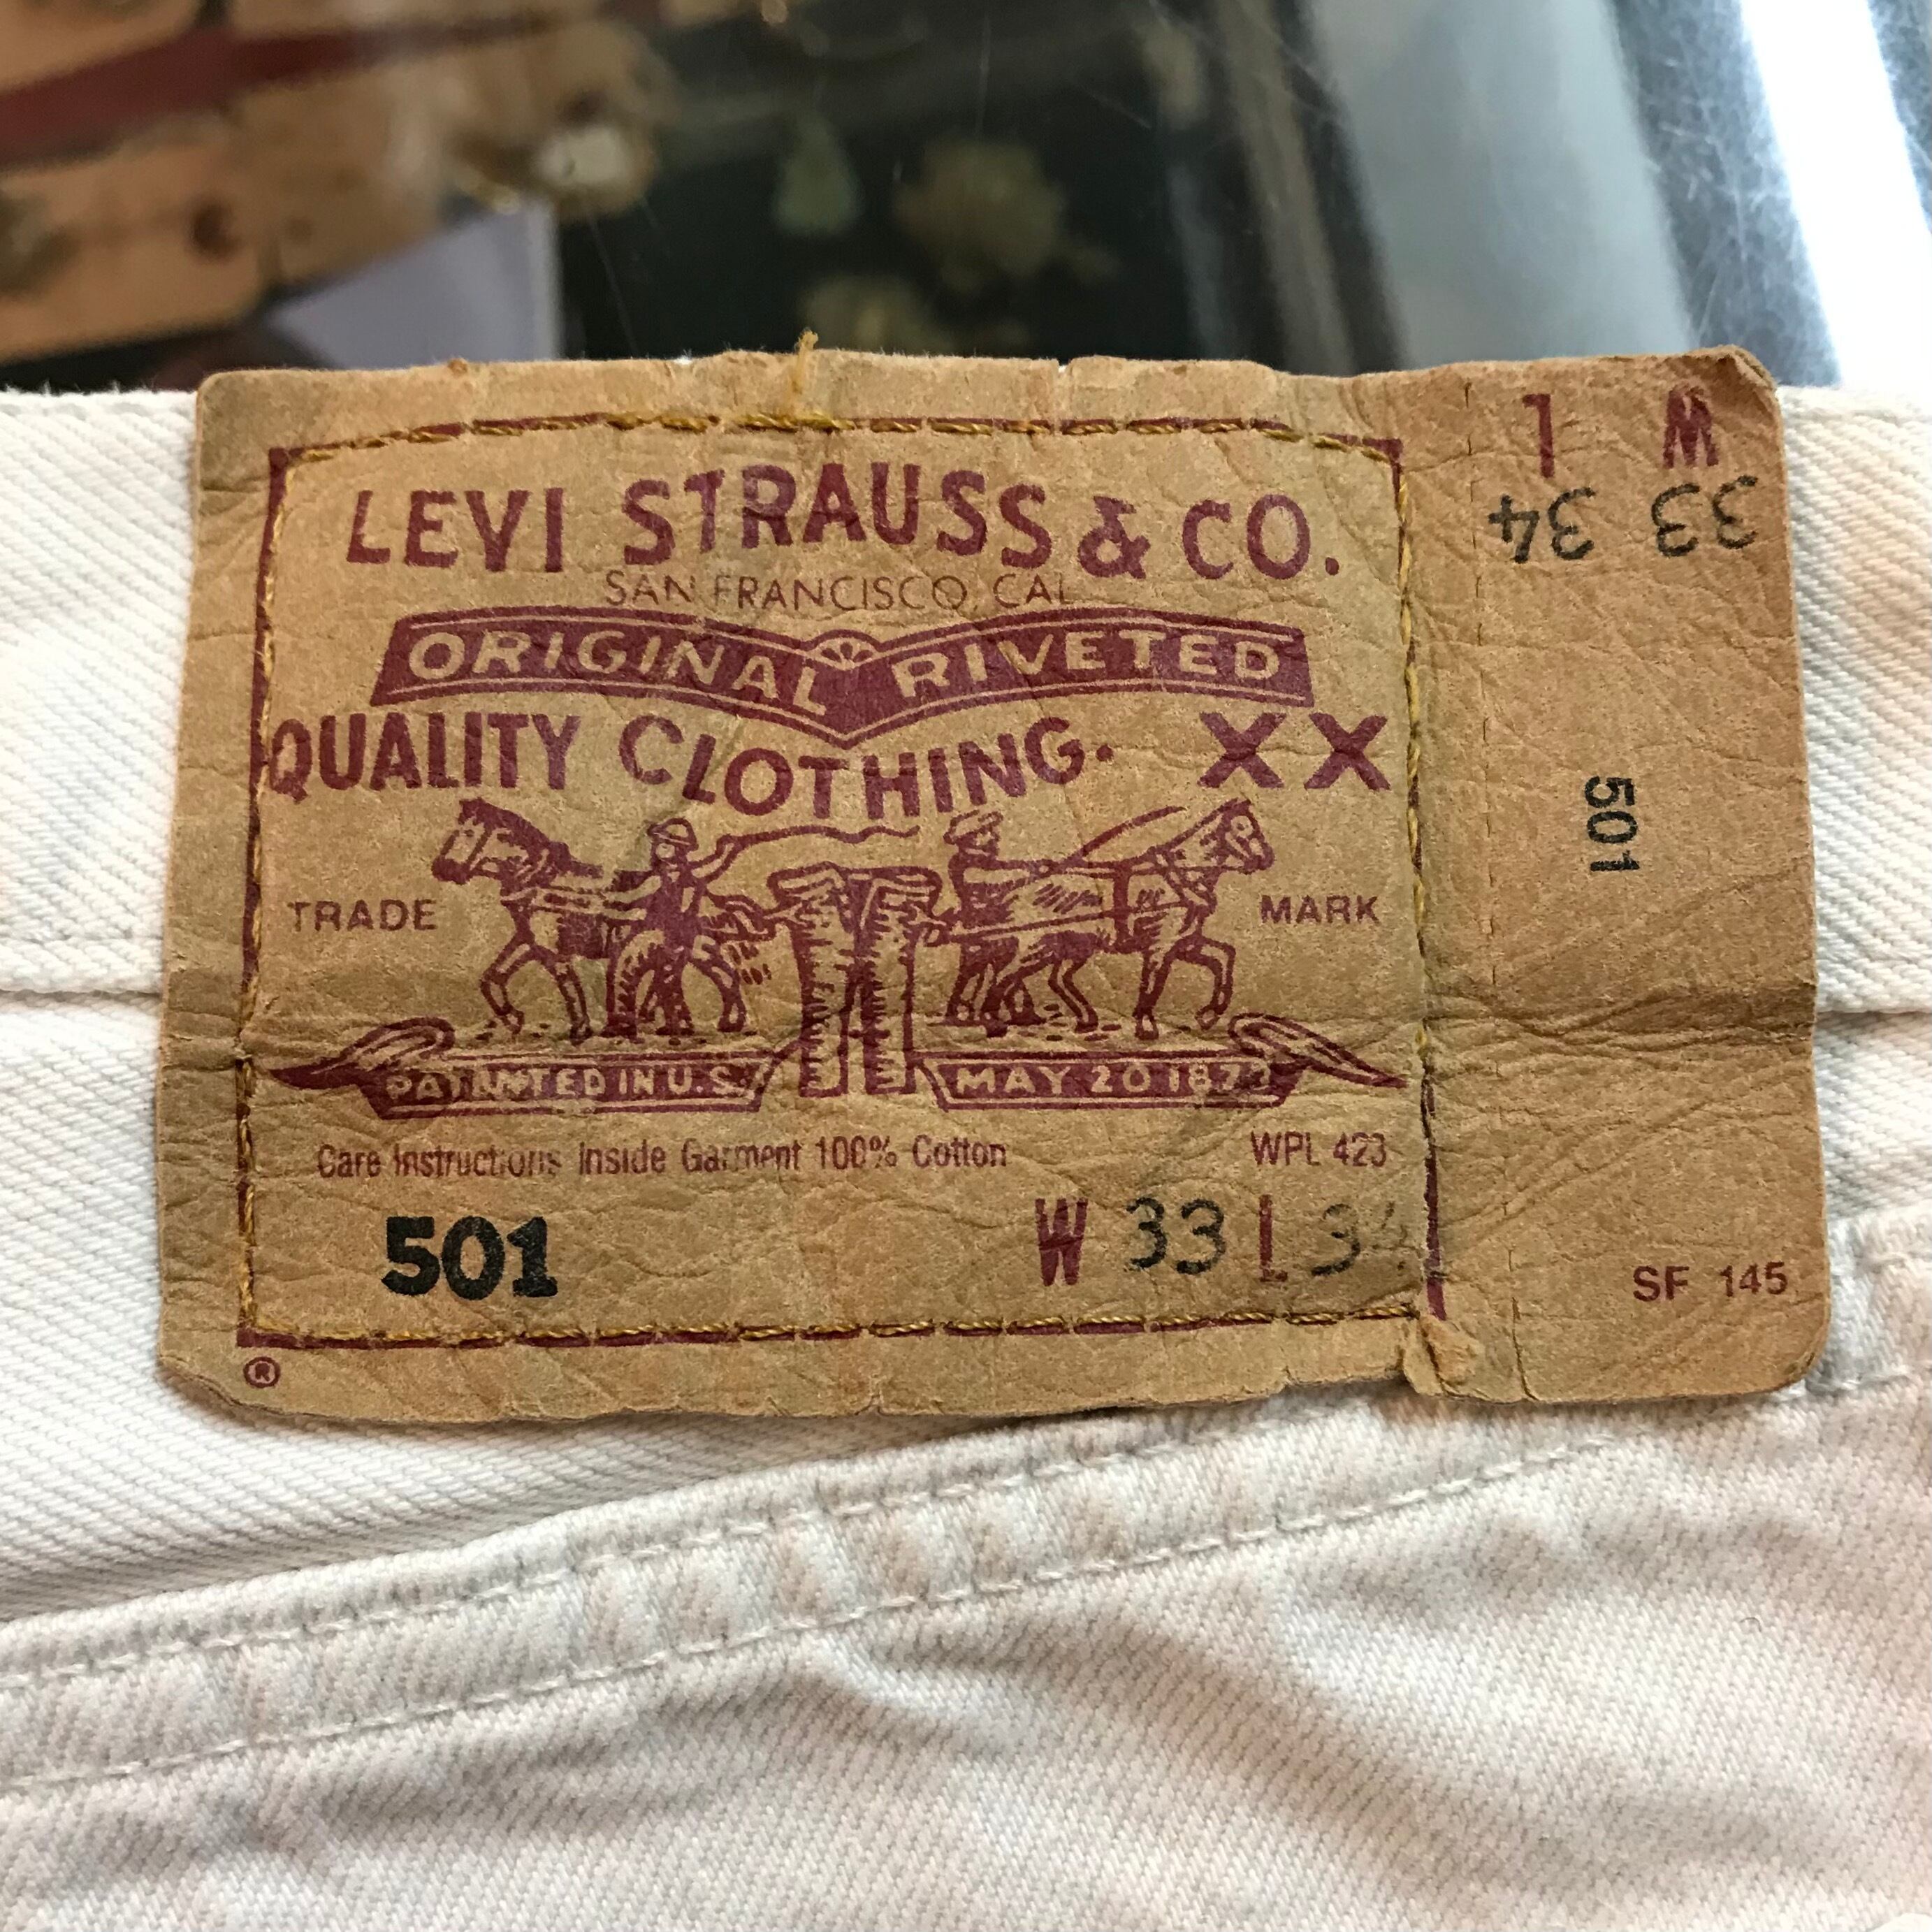 LEVI STRAUSS & CO.
SAN FRANCISCO, CAL
ORIGINAL RIVETED
QUALITY CLOTHING. XX
TRADE MARK
PATENTED IN U.S. MAY 20 1873
Care Instructions Inside Garment 100% Cotton WPL 423
501 W 33 L 34
®
W 33 L 34
501
SF 145